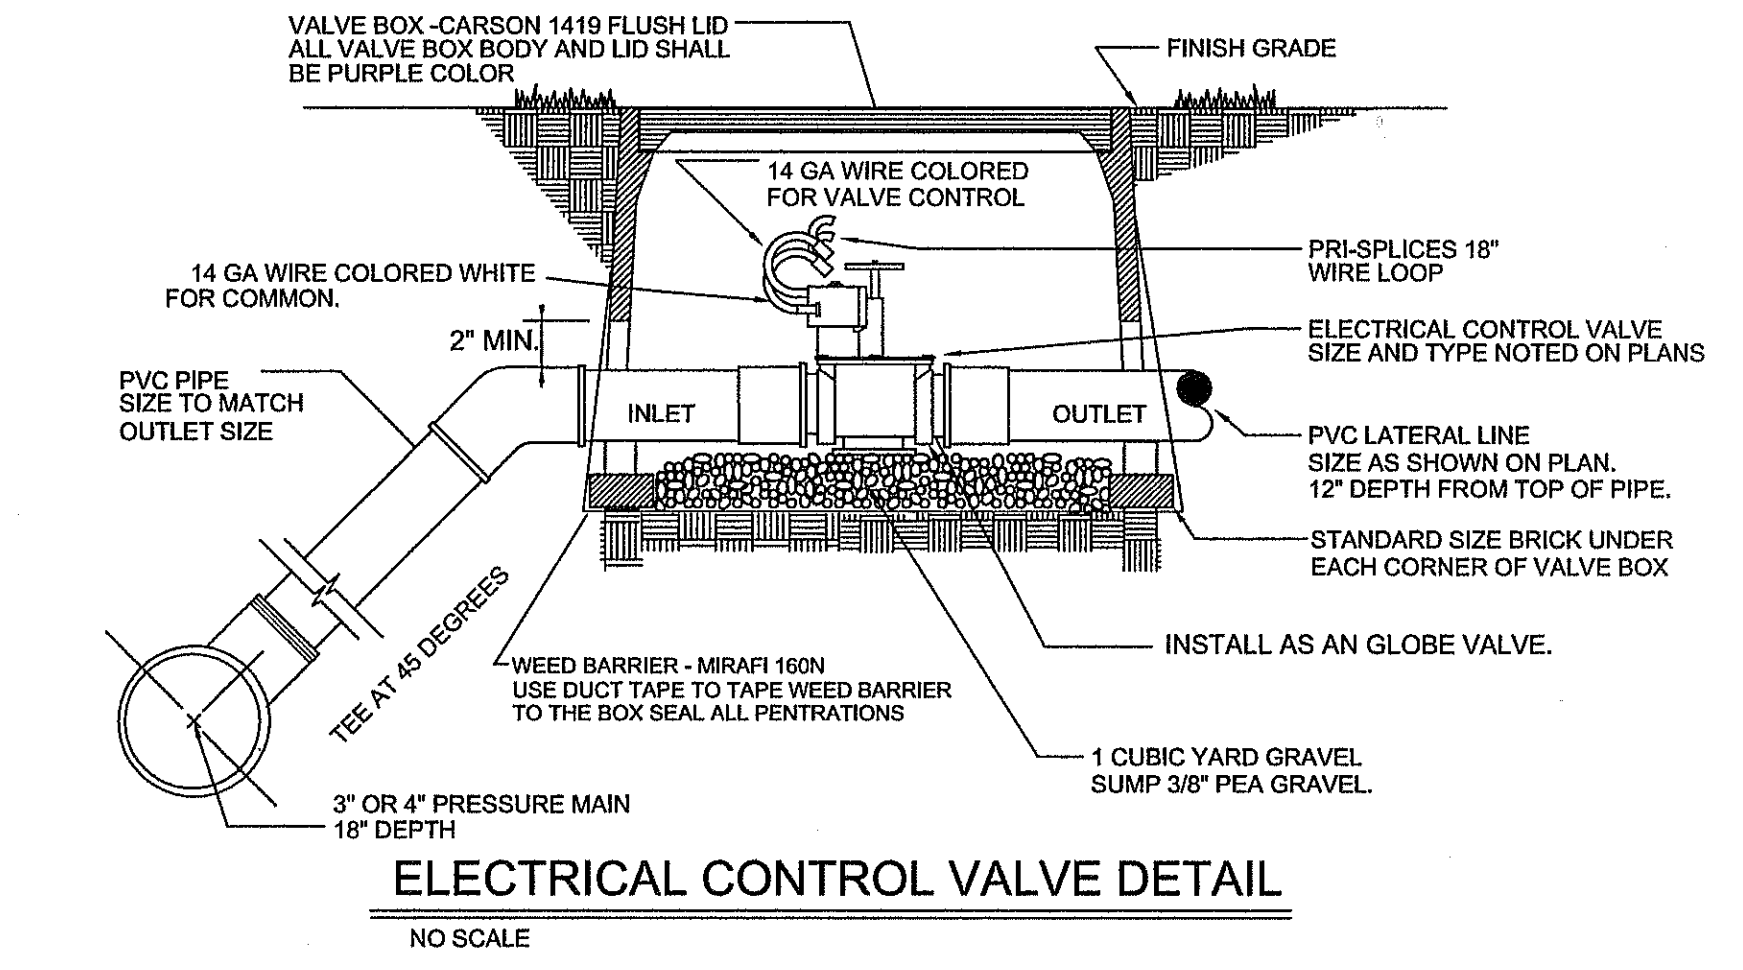 VALVE BOX -CARSON 1419 FLUSH LID
ALL VALVE BOX BODY AND LID SHALL
BE PURPLE COLOR
FINISH GRADE
14 GA WIRE COLORED
FOR VALVE CONTROL
PRI-SPLICES 18"
WIRE LOOP
14 GA WIRE COLORED WHITE
FOR COMMON.
2" MIN.
ELECTRICAL CONTROL VALVE
SIZE AND TYPE NOTED ON PLANS
PVC PIPE
SIZE TO MATCH
OUTLET SIZE
INLET
OUTLET
PVC LATERAL LINE
SIZE AS SHOWN ON PLAN.
12" DEPTH FROM TOP OF PIPE.
STANDARD SIZE BRICK UNDER
EACH CORNER OF VALVE BOX
INSTALL AS AN GLOBE VALVE.
TEE AT 45 DEGREES
WEED BARRIER - MIRAFI 160N
USE DUCT TAPE TO TAPE WEED BARRIER
TO THE BOX SEAL ALL PENTRATIONS
1 CUBIC YARD GRAVEL
SUMP 3/8" PEA GRAVEL.
3" OR 4" PRESSURE MAIN
18" DEPTH
ELECTRICAL CONTROL VALVE DETAIL
NO SCALE